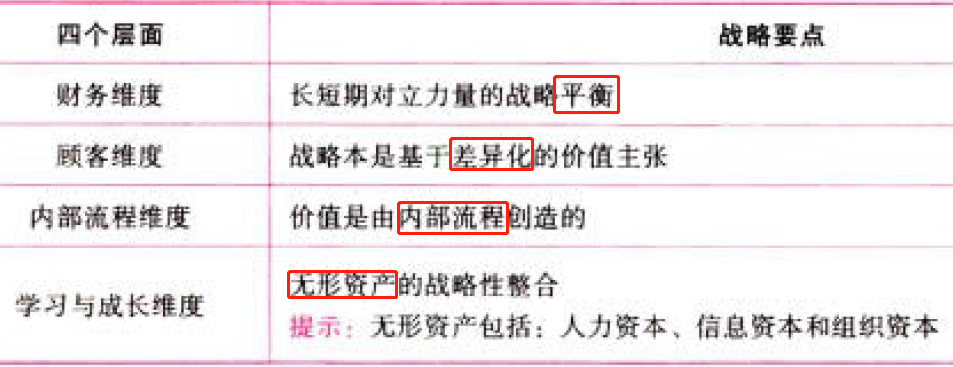 四个层面 战略要点
财务维度 长短期对立力量的战略平衡
顾客维度 战略本是基于差异化的价值主张
内部流程维度 价值是由内部流程创造的
学习与成长维度 无形资产的战略性整合
提示：无形资产包括：人力资本、信息资本和组织资本